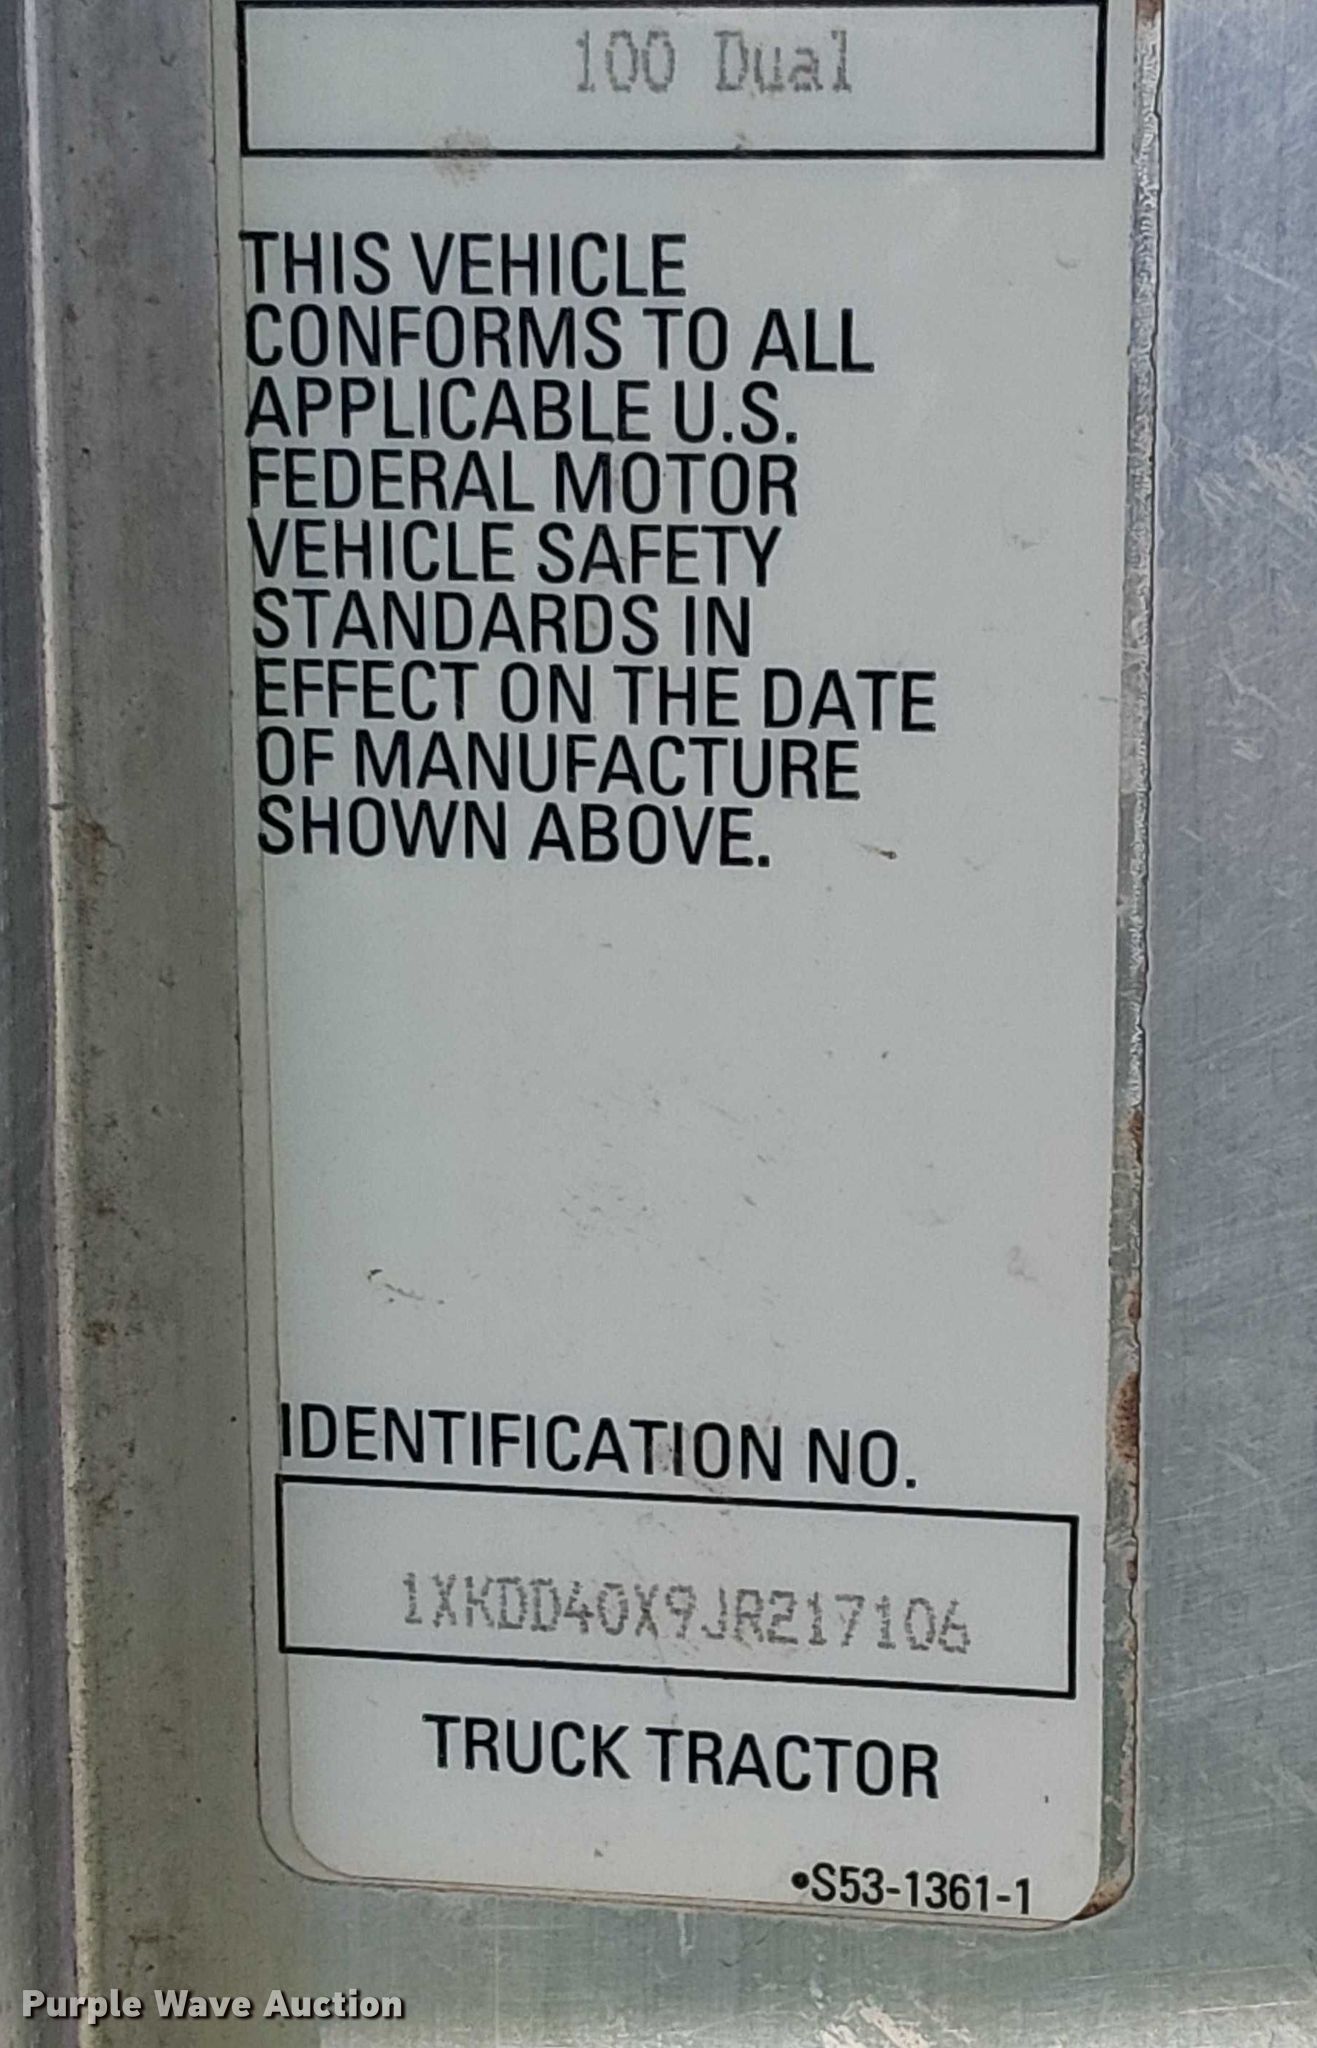 100 Dual
THIS VEHICLE
CONFORMS TO ALL
APPLICABLE U.S.
FEDERAL MOTOR
VEHICLE SAFETY
STANDARDS IN
EFFECT ON THE DATE
OF MANUFACTURE
SHOWN ABOVE.
IDENTIFICATION NO.
1XKDD40X9JR217106
TRUCK TRACTOR
•S53-1361-1
Purple Wave Auction